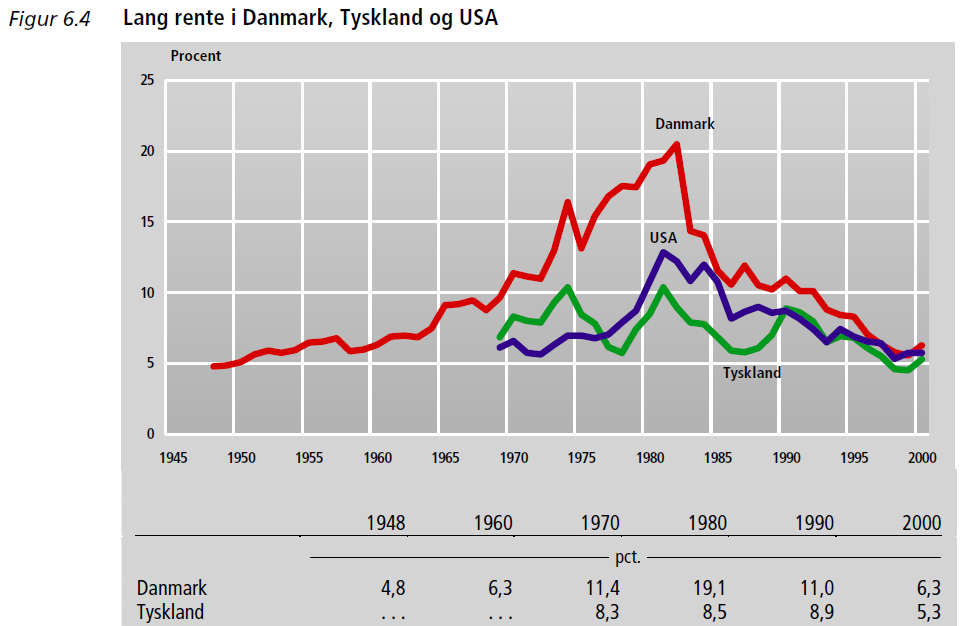 Figur 6.4 Lang rente i Danmark, Tyskland og USA
Procent
25
Danmark
20
15
USA
10
5
Tyskland
0
1945 1950 1955 1960 1965 1970 1975 1980 1985 1990 1995 2000
1948 1960 1970 1980 1990 2000
pct.
Danmark 4,8 6,3 11,4 19,1 11,0 6,3
Tyskland ... ... 8,3 8,5 8,9 5,3